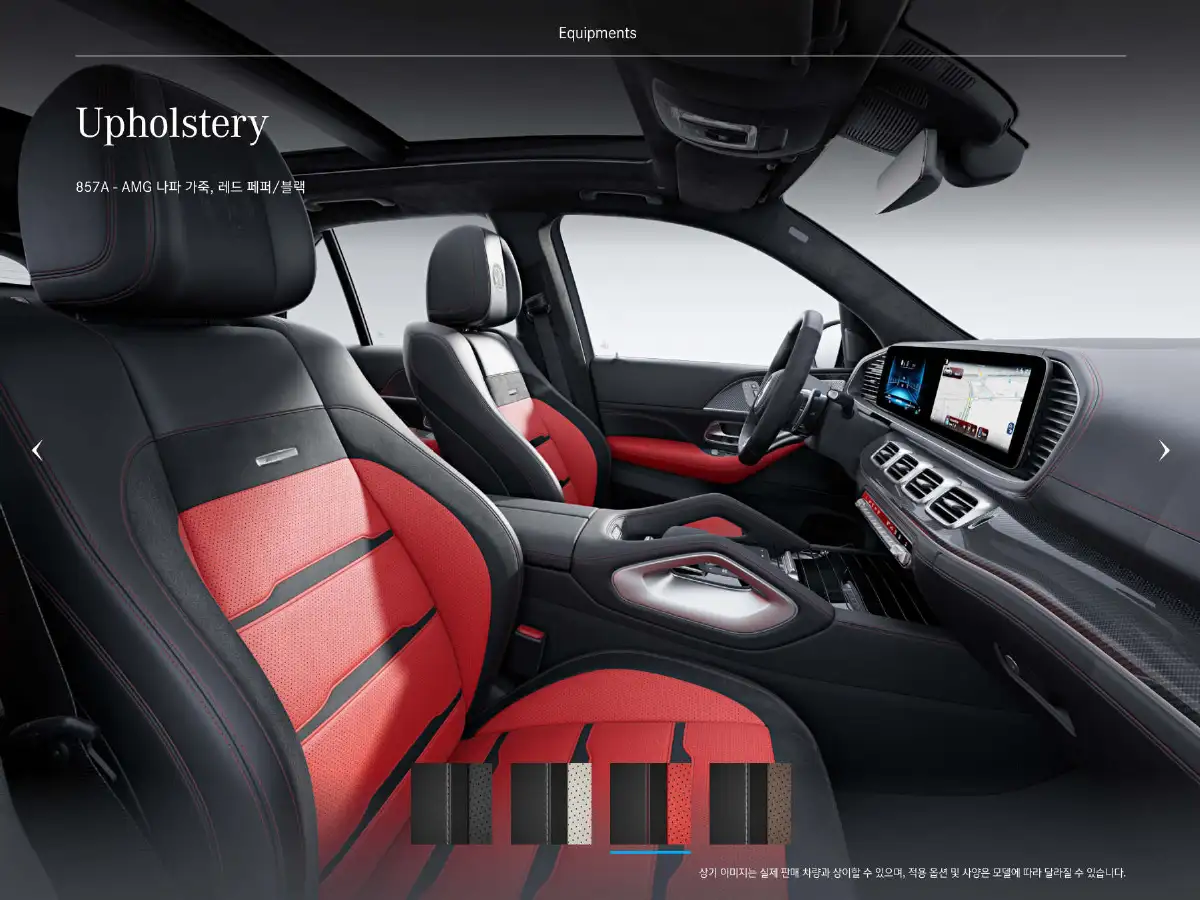 Equipments
Upholstery
857A - AMG 나파 가죽, 레드 페퍼/블랙
상기 이미지는 실제 판매 차량과 상이할 수 있으며, 적용 옵션 및 사양은 모델에 따라 달라질 수 있습니다.